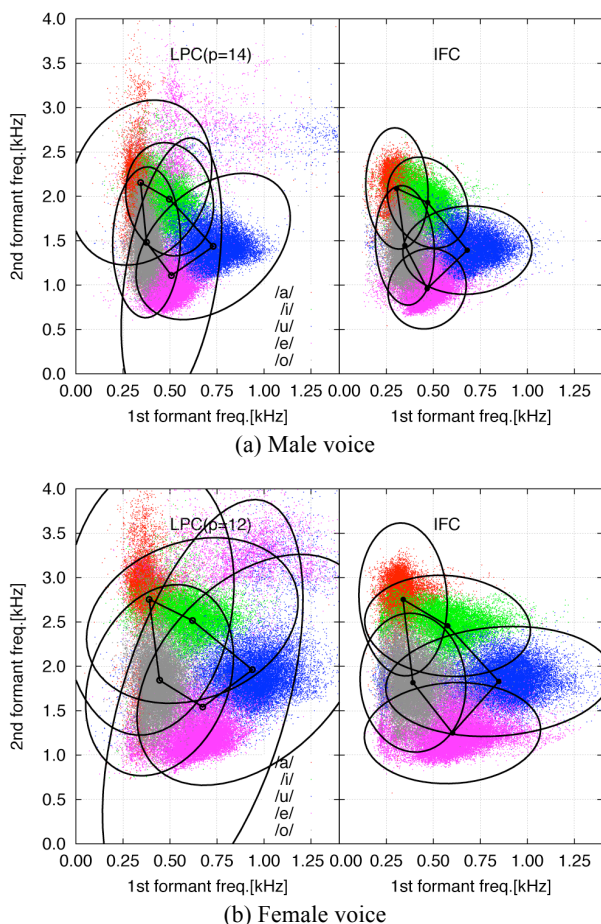 4.0
3.5
3.0
2.5
2.0
1.5
1.0
0.5
0.0
2nd formant freq.[kHz]
LPC(p=14)
IFC
/a/
/i/
/u/
/e/
/o/
0.00 0.25 0.50 0.75 1.00 0.00 0.25 0.50 0.75 1.00 1.25
1st formant freq.[kHz] 1st formant freq.[kHz]
(a) Male voice
4.0
3.5
3.0
2.5
2.0
1.5
1.0
0.5
0.0
2nd formant freq.[kHz]
LPC(p=12)
IFC
/a/
/i/
/u/
/e/
/o/
0.00 0.25 0.50 0.75 1.00 0.00 0.25 0.50 0.75 1.00 1.25
1st formant freq.[kHz] 1st formant freq.[kHz]
(b) Female voice